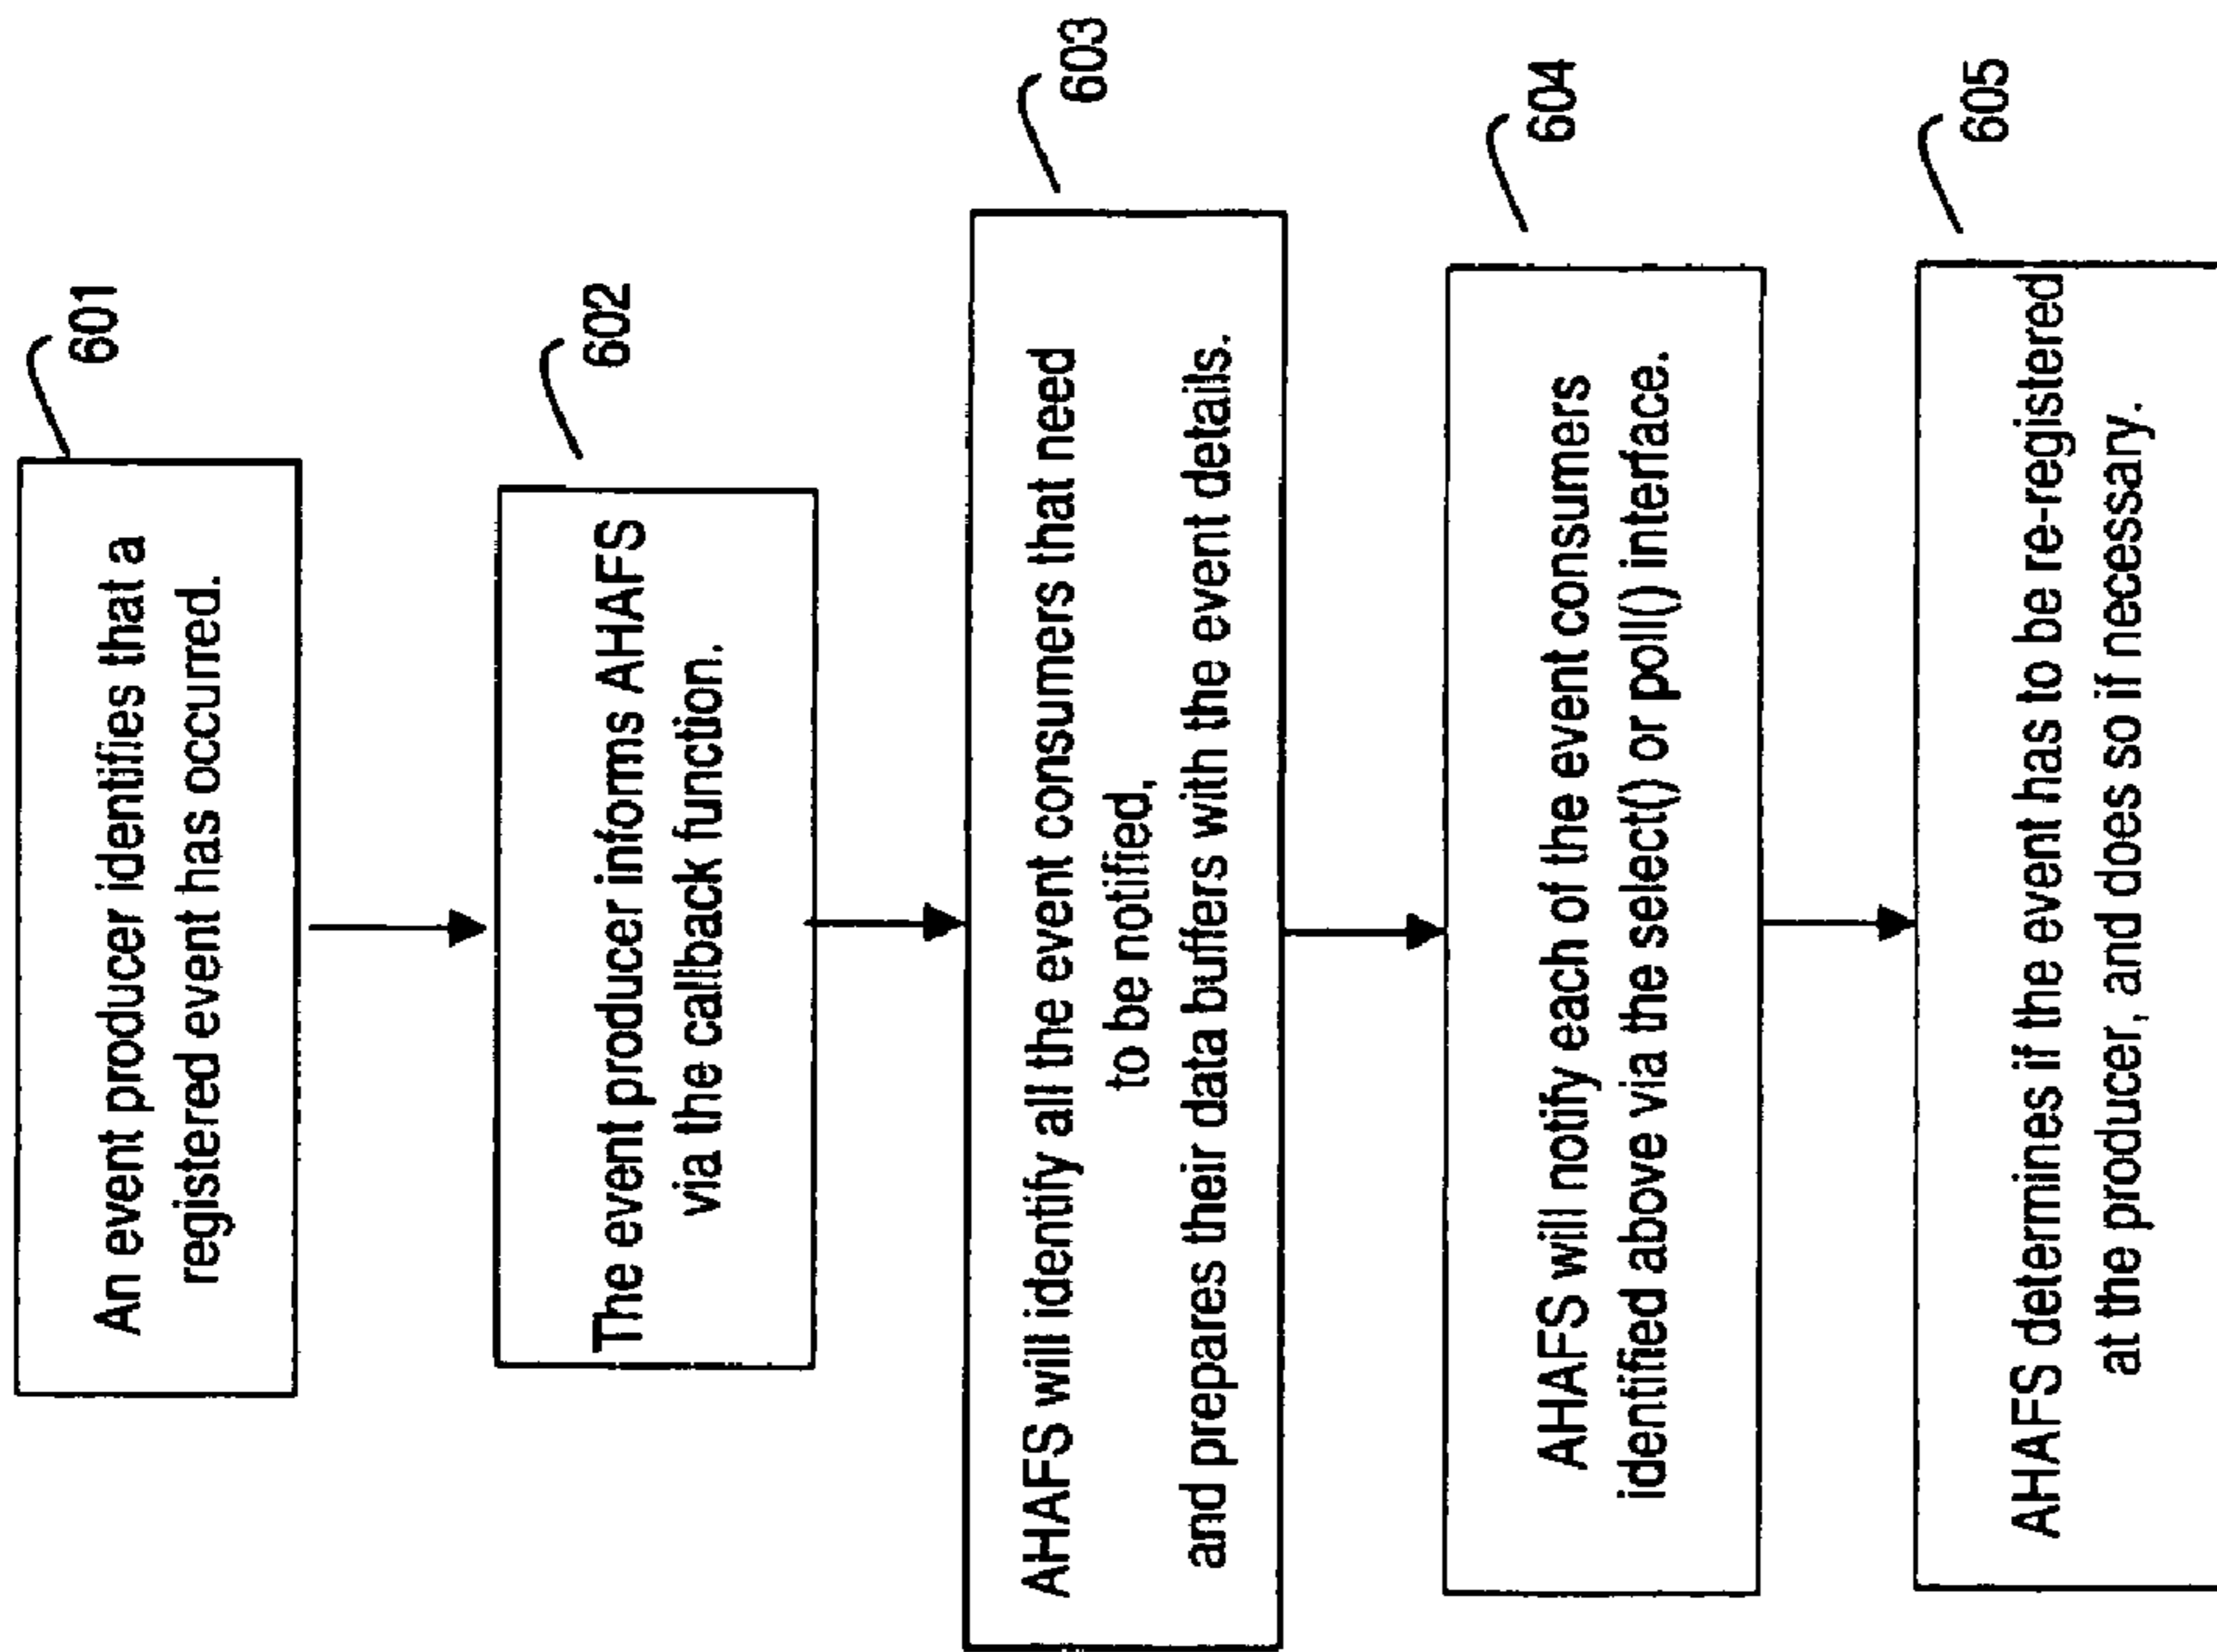 601
An event producer identifies that a
registered event has occurred.
602
The event producer informs AHAFS
via the callback function.
603
AHAFS will identify all the event consumers that need
to be notified,
and prepares their data buffers with the event details.
604
AHAFS will notify each of the event consumers
identified above via the select() or poll() interface.
605
AHAFS determines if the event has to be re-registered
at the producer, and does so if necessary.